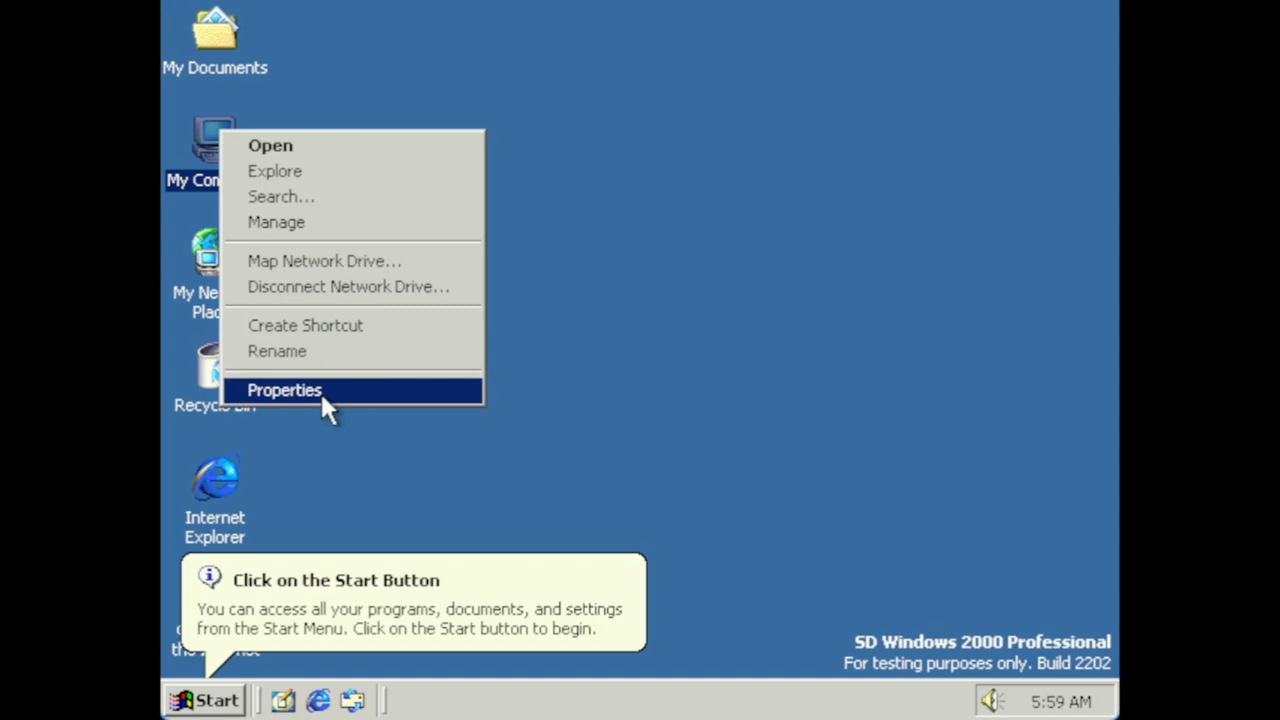 My Documents
My Com
Open
Explore
Search...
Manage
Map Network Drive...
Disconnect Network Drive...
Create Shortcut
Rename
Properties
My Ne
Plac
Recycle Bin
Internet
Explorer
Click on the Start Button
You can access all your programs, documents, and settings
from the Start Menu. Click on the Start button to begin.
SD Windows 2000 Professional
For testing purposes only. Build 2202
Start
5:59 AM